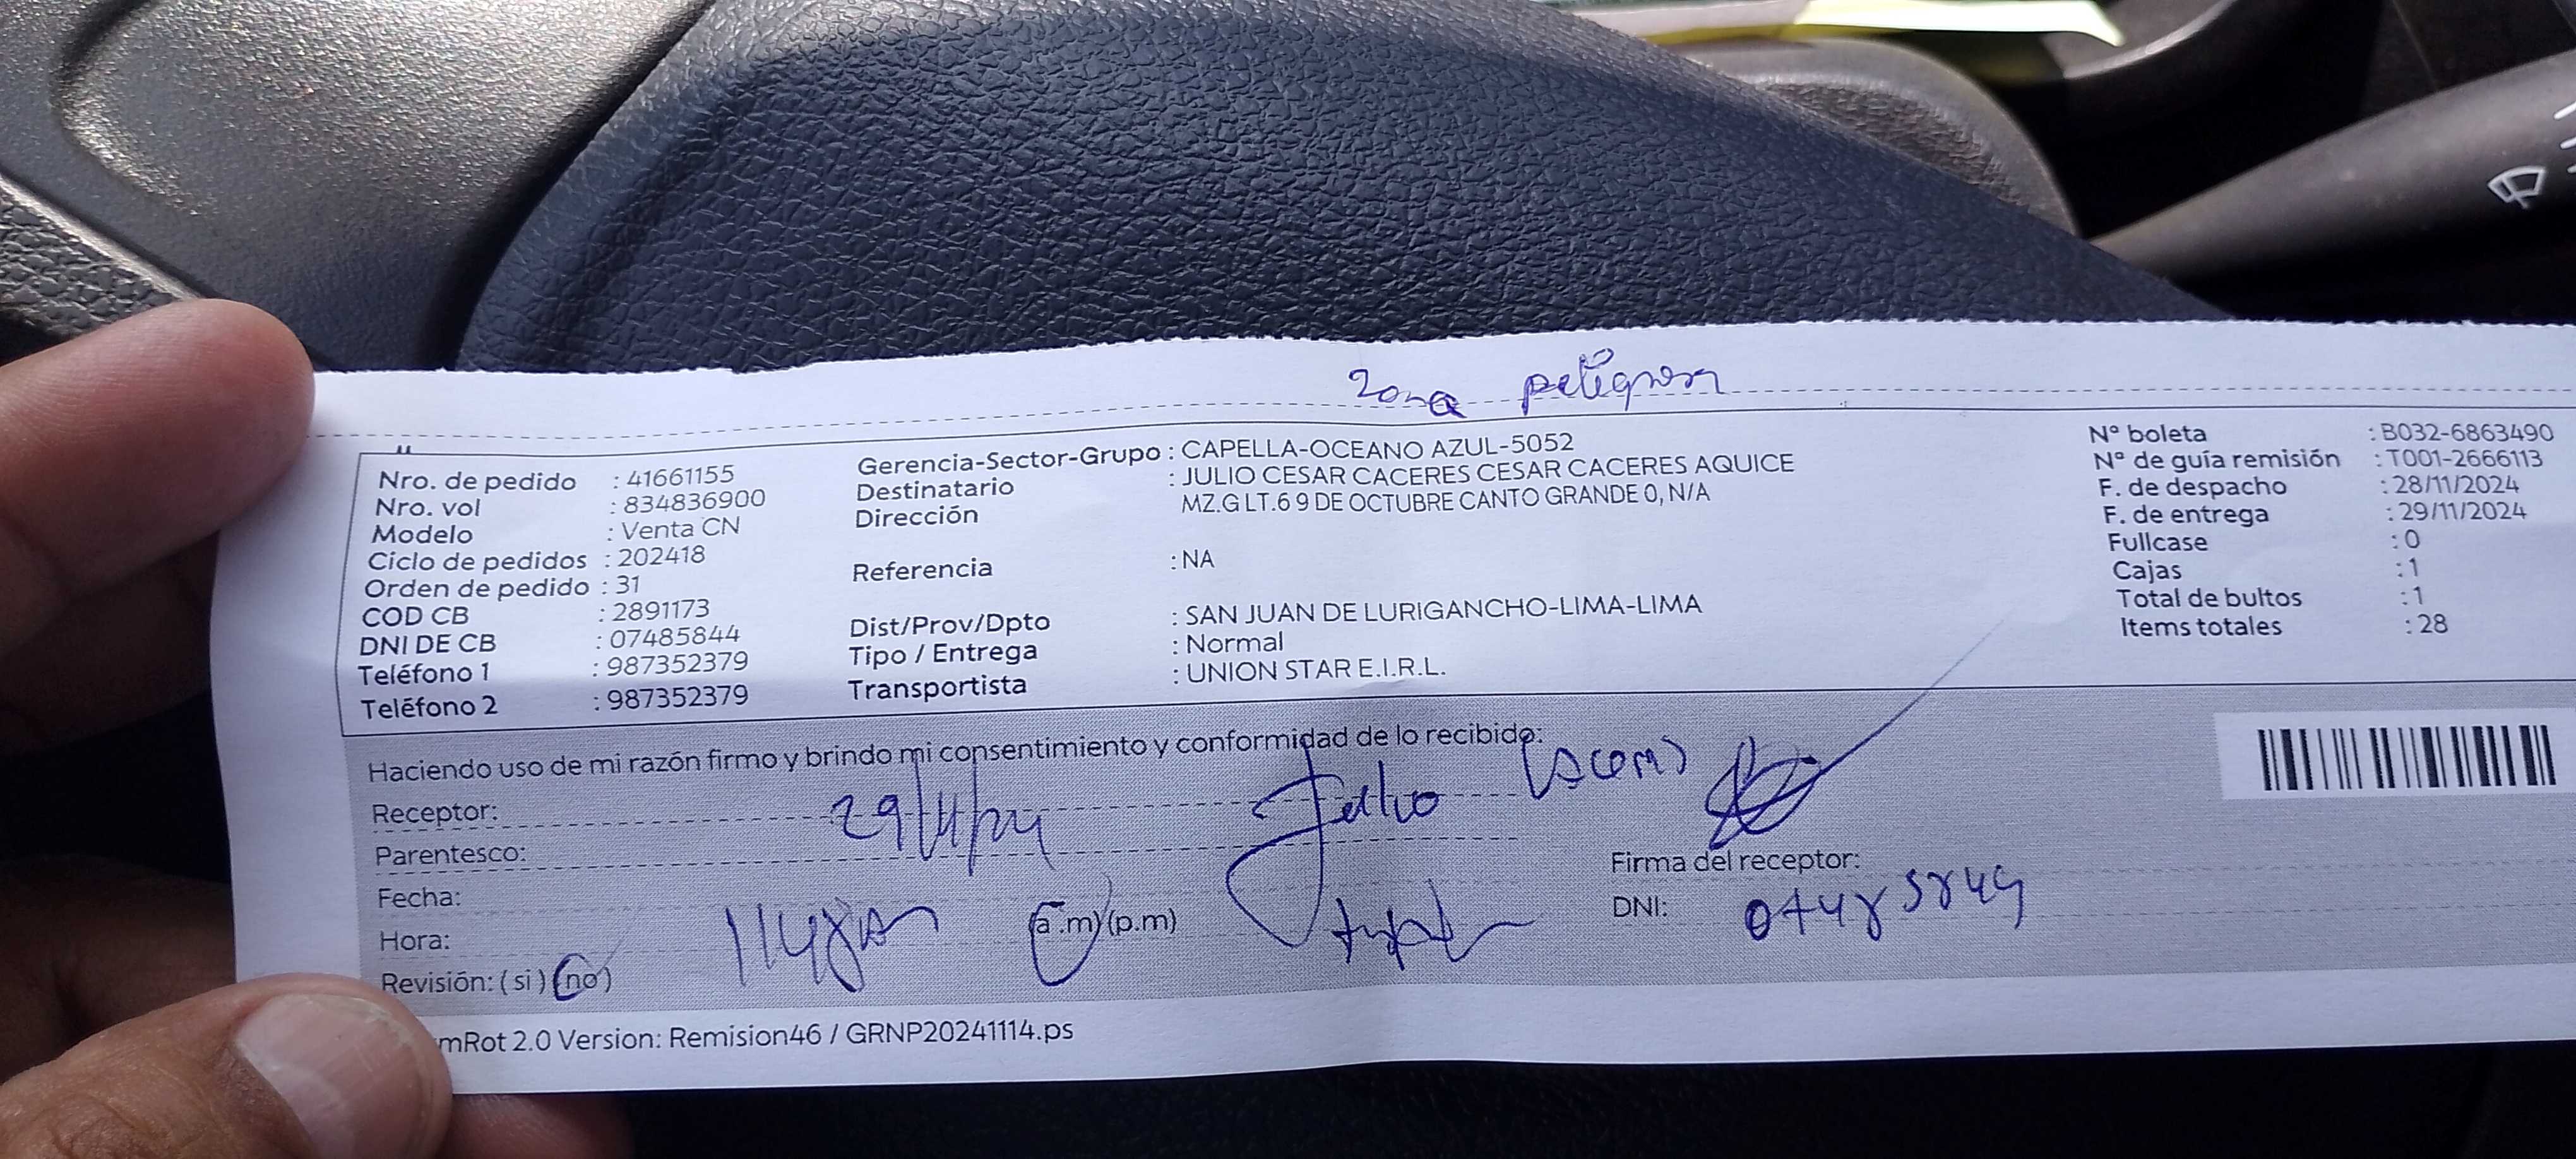 Zona peligrosa
Nro. de pedido : 41661155
Nro. vol : 834836900
Modelo : Venta CN
Ciclo de pedidos : 202418
Orden de pedido : 31
COD CB : 2891173
DNI DE CB : 07485844
Teléfono 1 : 987352379
Teléfono 2 : 987352379
Gerencia-Sector-Grupo : CAPELLA-OCEANO AZUL-5052
Destinatario : JULIO CESAR CACERES CESAR CACERES AQUICE
Dirección MZ.G LT.6 9 DE OCTUBRE CANTO GRANDE 0, N/A
Referencia : NA
Dist/Prov/Dpto : SAN JUAN DE LURIGANCHO-LIMA-LIMA
Tipo / Entrega : Normal
Transportista : UNION STAR E.I.R.L.
Nº boleta : B032-6863490
Nº de guía remisión : T001-2666113
F. de despacho : 28/11/2024
F. de entrega : 29/11/2024
Fullcase : 0
Cajas : 1
Total de bultos : 1
Items totales : 28
Haciendo uso de mi razón firmo y brindo mi consentimiento y conformidad de lo recibido:
Receptor: Julio
Parentesco:
Fecha: 29/11/24
Hora: (a.m)(p.m)
Revisión: (si) (no)
Firma del receptor:
DNI:
mRot 2.0 Version: Remision46 / GRNP20241114.ps